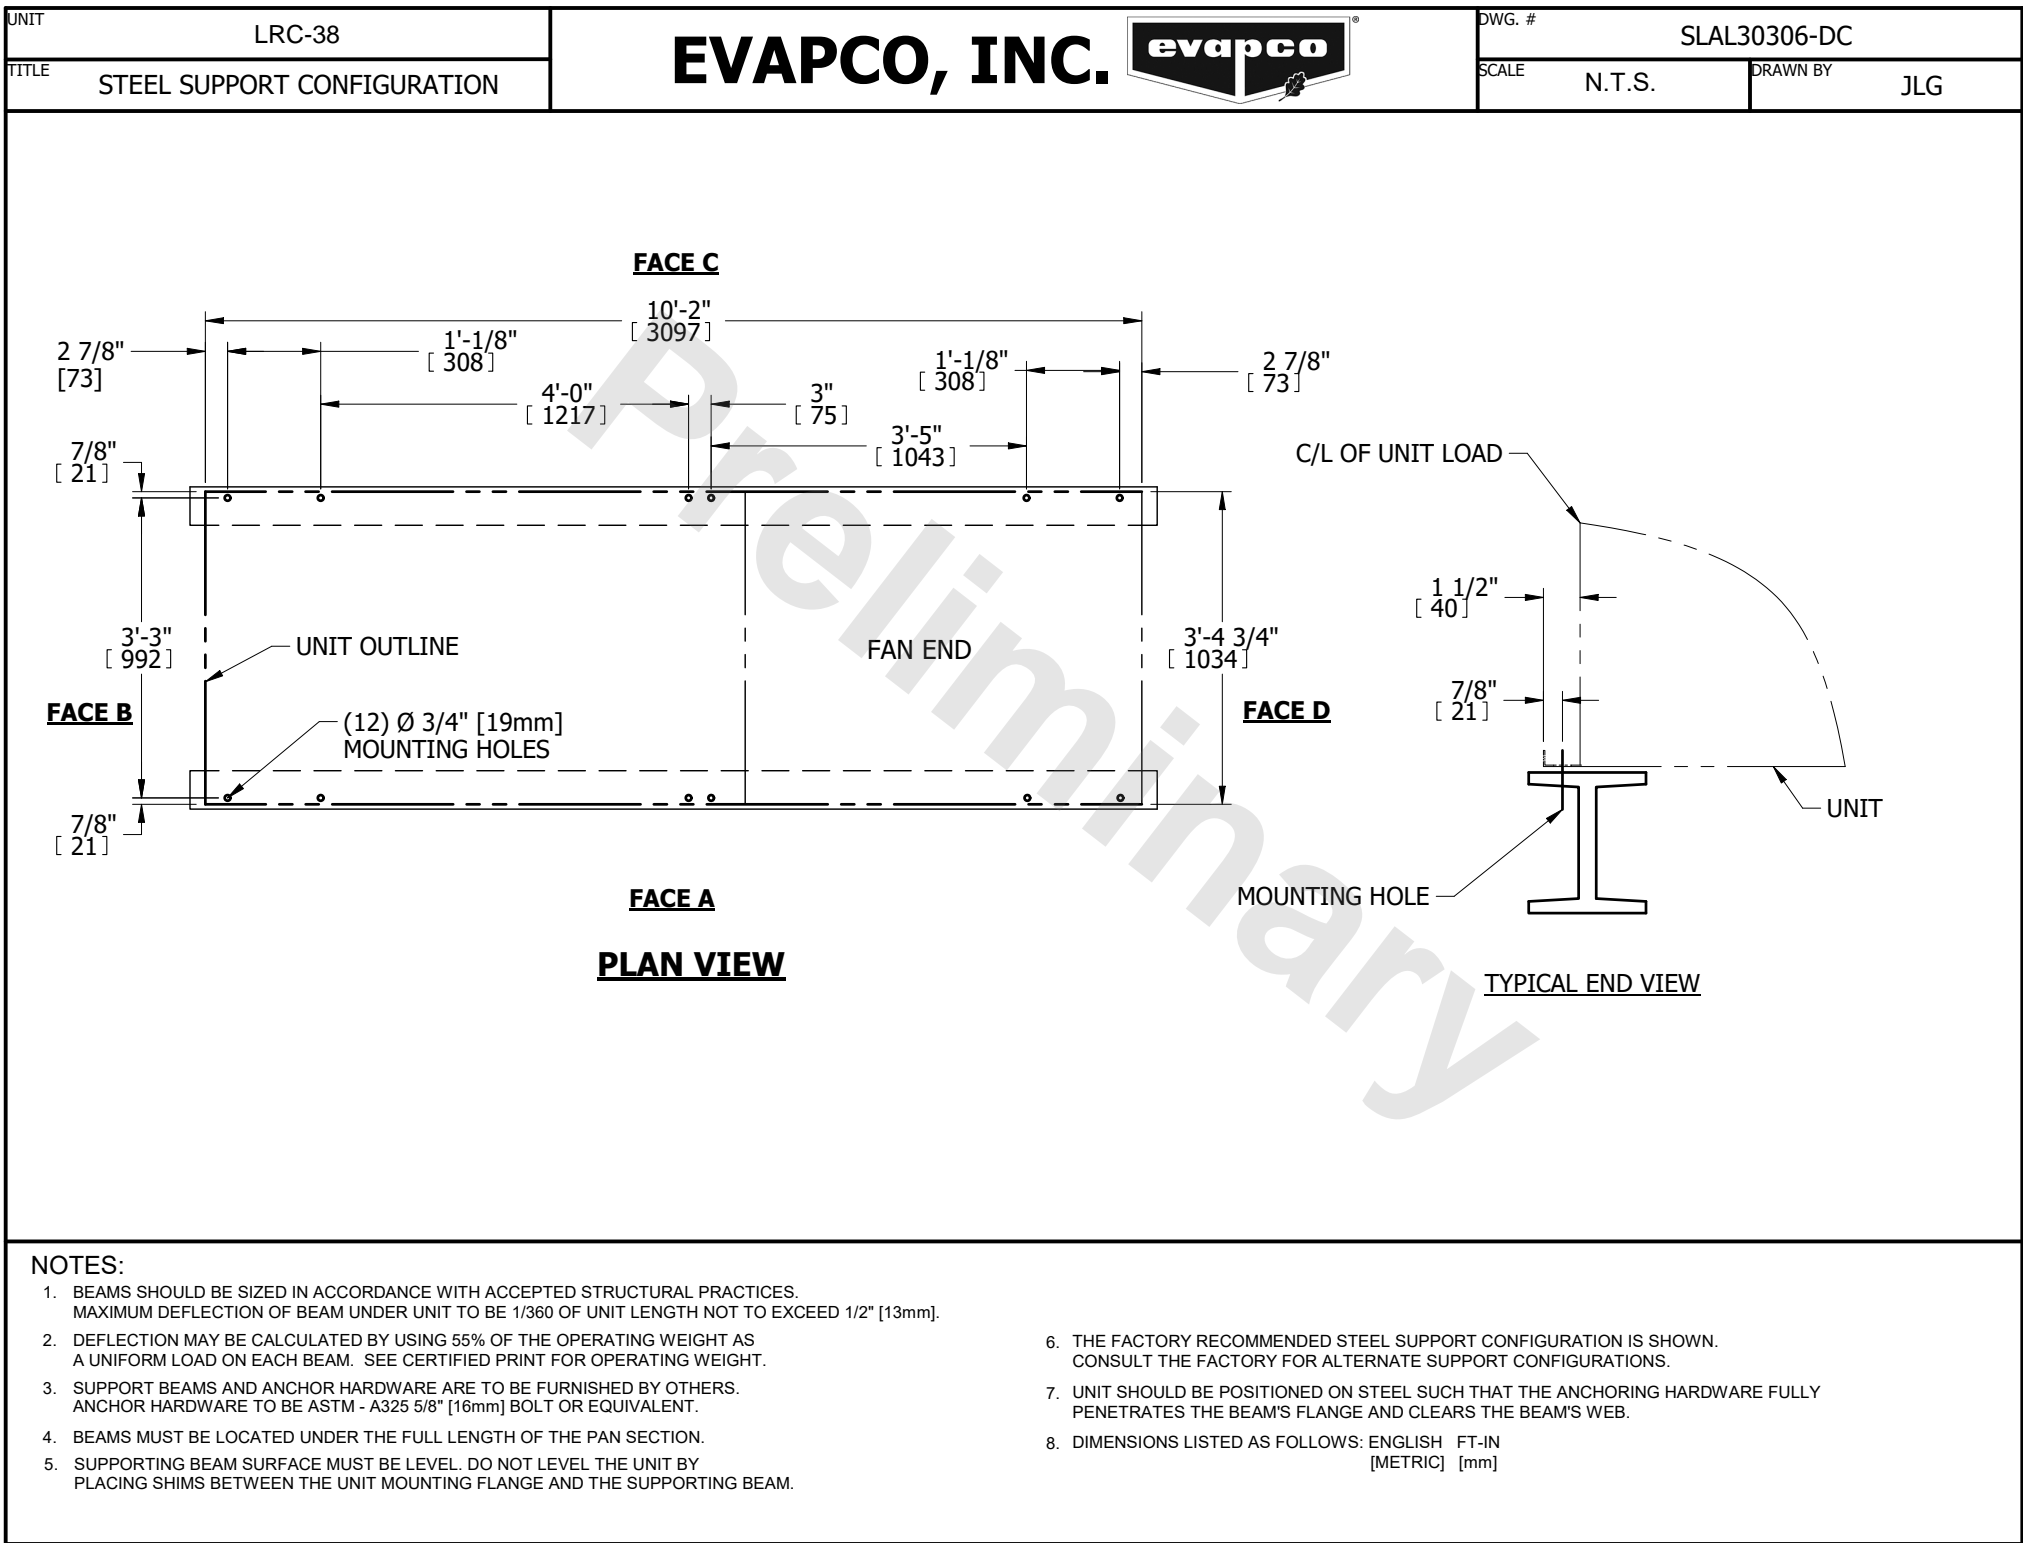 UNIT
LRC-38
TITLE
STEEL SUPPORT CONFIGURATION
EVAPCO, INC.
evapco
®
DWG. #
SLAL30306-DC
SCALE
N.T.S.
DRAWN BY
JLG
FACE C
10'-2"
[ 3097]
2 7/8"
[73]
1'-1/8"
[ 308]
4'-0"
[ 1217]
3"
[ 75]
1'-1/8"
[ 308]
2 7/8"
[ 73]
3'-5"
[ 1043]
7/8"
[ 21]
3'-3"
[ 992]
UNIT OUTLINE
FAN END
3'-4 3/4"
[ 1034]
FACE B
(12) Ø 3/4" [19mm]
MOUNTING HOLES
FACE D
7/8"
[ 21]
FACE A
PLAN VIEW
C/L OF UNIT LOAD
1 1/2"
[ 40]
7/8"
[ 21]
UNIT
MOUNTING HOLE
TYPICAL END VIEW
Preliminary
NOTES:
1. BEAMS SHOULD BE SIZED IN ACCORDANCE WITH ACCEPTED STRUCTURAL PRACTICES.
MAXIMUM DEFLECTION OF BEAM UNDER UNIT TO BE 1/360 OF UNIT LENGTH NOT TO EXCEED 1/2" [13mm].
2. DEFLECTION MAY BE CALCULATED BY USING 55% OF THE OPERATING WEIGHT AS
A UNIFORM LOAD ON EACH BEAM. SEE CERTIFIED PRINT FOR OPERATING WEIGHT.
3. SUPPORT BEAMS AND ANCHOR HARDWARE ARE TO BE FURNISHED BY OTHERS.
ANCHOR HARDWARE TO BE ASTM - A325 5/8" [16mm] BOLT OR EQUIVALENT.
4. BEAMS MUST BE LOCATED UNDER THE FULL LENGTH OF THE PAN SECTION.
5. SUPPORTING BEAM SURFACE MUST BE LEVEL. DO NOT LEVEL THE UNIT BY
PLACING SHIMS BETWEEN THE UNIT MOUNTING FLANGE AND THE SUPPORTING BEAM.
6. THE FACTORY RECOMMENDED STEEL SUPPORT CONFIGURATION IS SHOWN.
CONSULT THE FACTORY FOR ALTERNATE SUPPORT CONFIGURATIONS.
7. UNIT SHOULD BE POSITIONED ON STEEL SUCH THAT THE ANCHORING HARDWARE FULLY
PENETRATES THE BEAM'S FLANGE AND CLEARS THE BEAM'S WEB.
8. DIMENSIONS LISTED AS FOLLOWS: ENGLISH FT-IN
[METRIC] [mm]